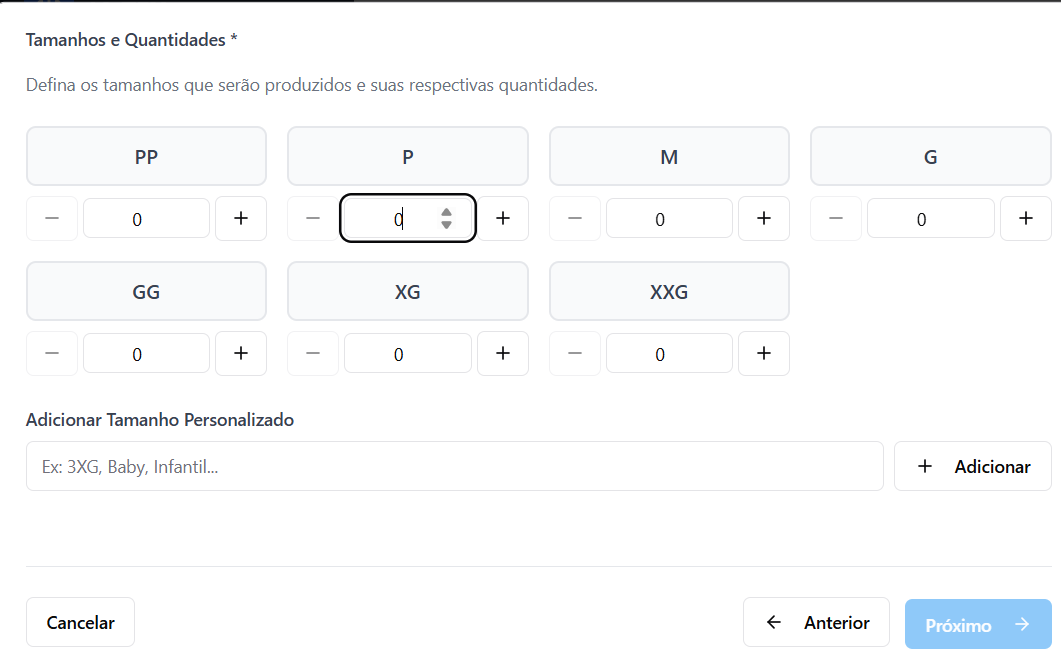 Tamanhos e Quantidades *
Defina os tamanhos que serão produzidos e suas respectivas quantidades.
PP P M G
− 0 + − 0 + − 0 + − 0 +
GG XG XXG
− 0 + − 0 + − 0 +
Adicionar Tamanho Personalizado
Ex: 3XG, Baby, Infantil... + Adicionar
Cancelar ← Anterior Próximo →